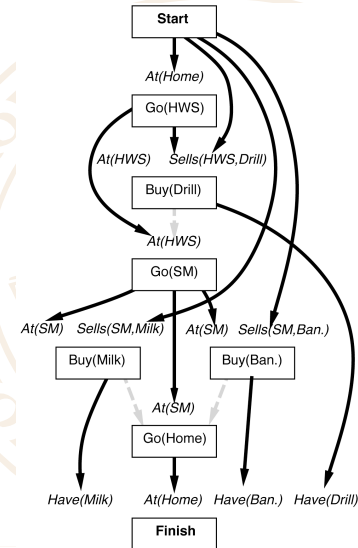 Start
At(Home)
Go(HWS)
At(HWS) Sells(HWS,Drill)
Buy(Drill)
At(HWS)
Go(SM)
At(SM) Sells(SM,Milk) At(SM) Sells(SM,Ban.)
Buy(Milk) Buy(Ban.)
At(SM)
Go(Home)
Have(Milk) At(Home) Have(Ban.) Have(Drill)
Finish